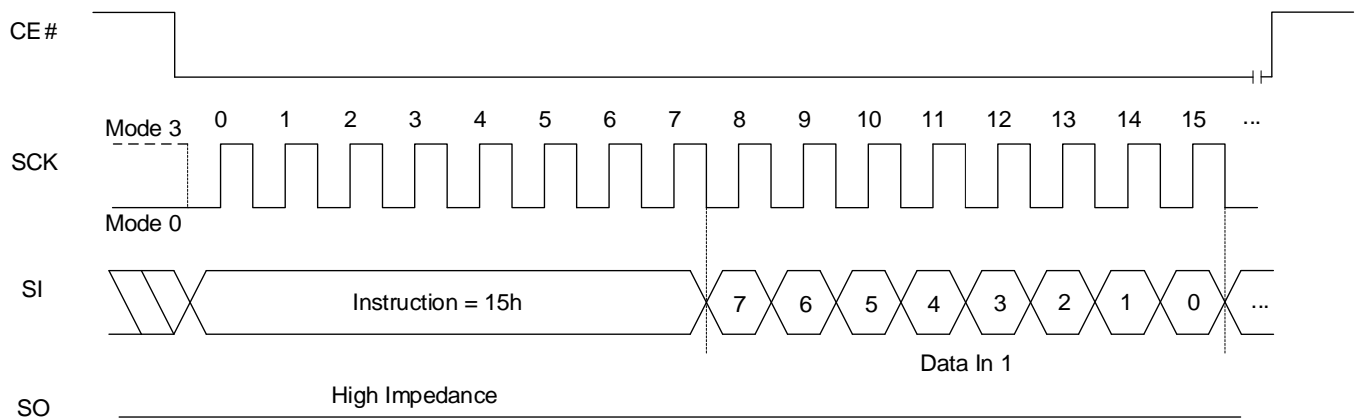 CE#
Mode 3 0 1 2 3 4 5 6 7 8 9 10 11 12 13 14 15 ...
SCK
Mode 0
SI Instruction = 15h 7 6 5 4 3 2 1 0 ...
Data In 1
High Impedance
SO